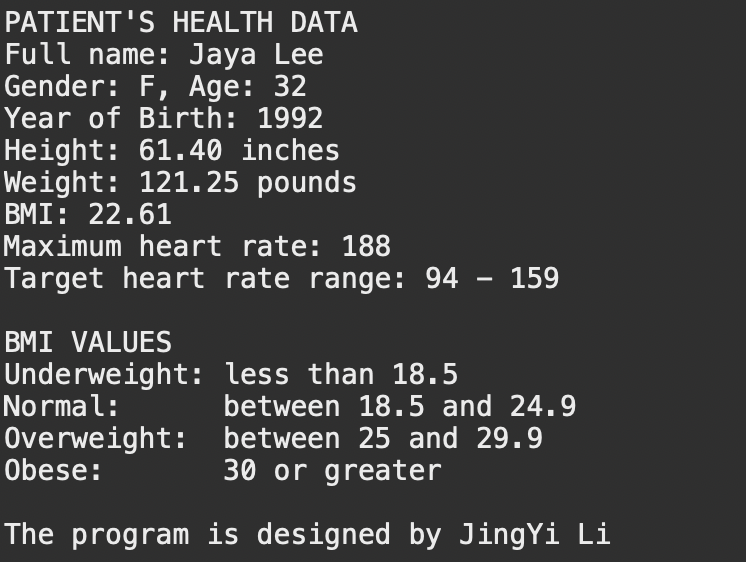 PATIENT'S HEALTH DATA
Full name: Jaya Lee
Gender: F, Age: 32
Year of Birth: 1992
Height: 61.40 inches
Weight: 121.25 pounds
BMI: 22.61
Maximum heart rate: 188
Target heart rate range: 94 - 159
BMI VALUES
Underweight: less than 18.5
Normal:      between 18.5 and 24.9
Overweight:  between 25 and 29.9
Obese:       30 or greater
The program is designed by JingYi Li